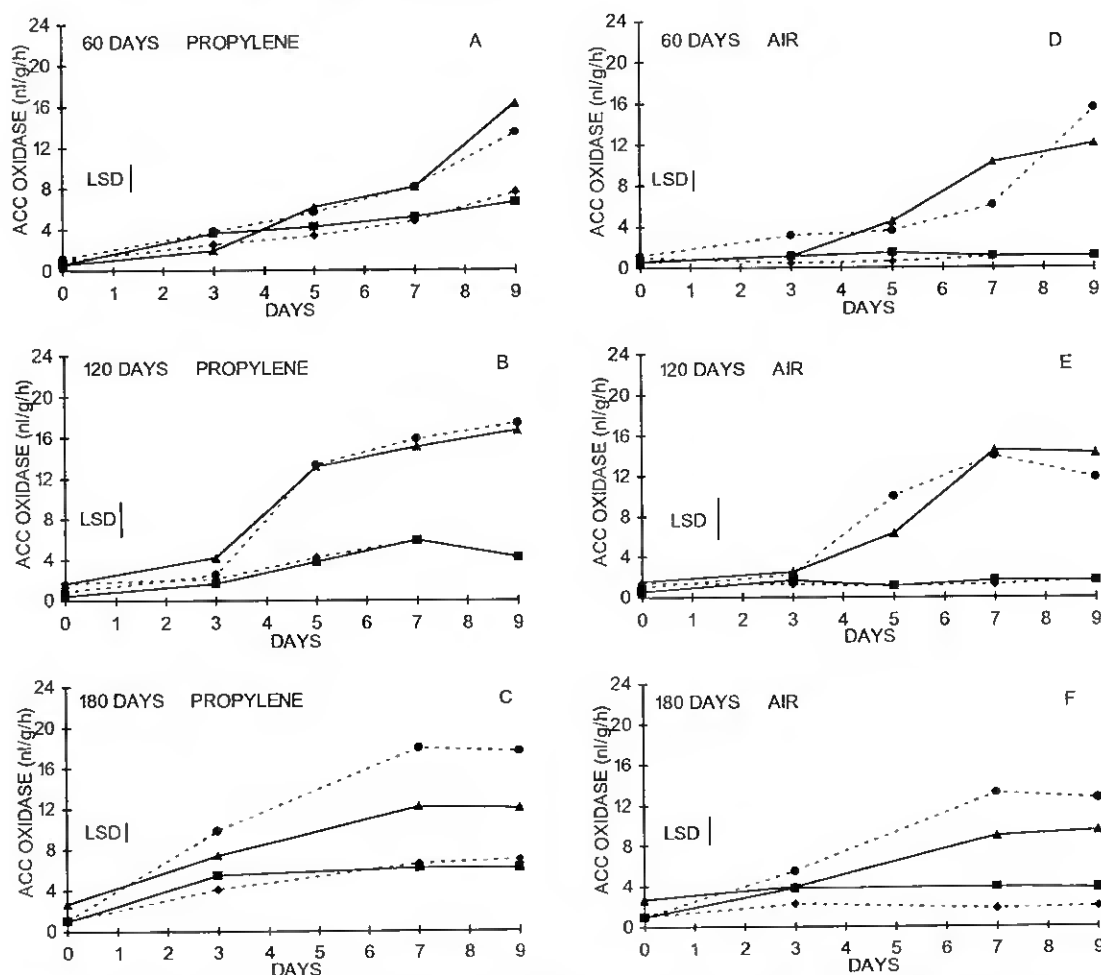 24
20
16
12
8
4
0
ACC OXIDASE (nl/g/h)
60 DAYS PROPYLENE A
LSD
0 1 2 3 4 5 6 7 8 9
DAYS
24
20
16
12
8
4
0
ACC OXIDASE (nl/g/h)
60 DAYS AIR D
LSD
0 1 2 3 4 5 6 7 8 9
DAYS
24
20
16
12
8
4
0
ACC OXIDASE (nl/g/h)
120 DAYS PROPYLENE B
LSD
0 1 2 3 4 5 6 7 8 9
DAYS
24
20
16
12
8
4
0
ACC OXIDASE (nl/g/h)
120 DAYS AIR E
LSD
0 1 2 3 4 5 6 7 8 9
DAYS
24
20
16
12
8
4
0
ACC OXIDASE (nl/g/h)
180 DAYS PROPYLENE C
LSD
0 1 2 3 4 5 6 7 8 9
DAYS
24
20
16
12
8
4
0
ACC OXIDASE (nl/g/h)
180 DAYS AIR F
LSD
0 1 2 3 4 5 6 7 8 9
DAYS